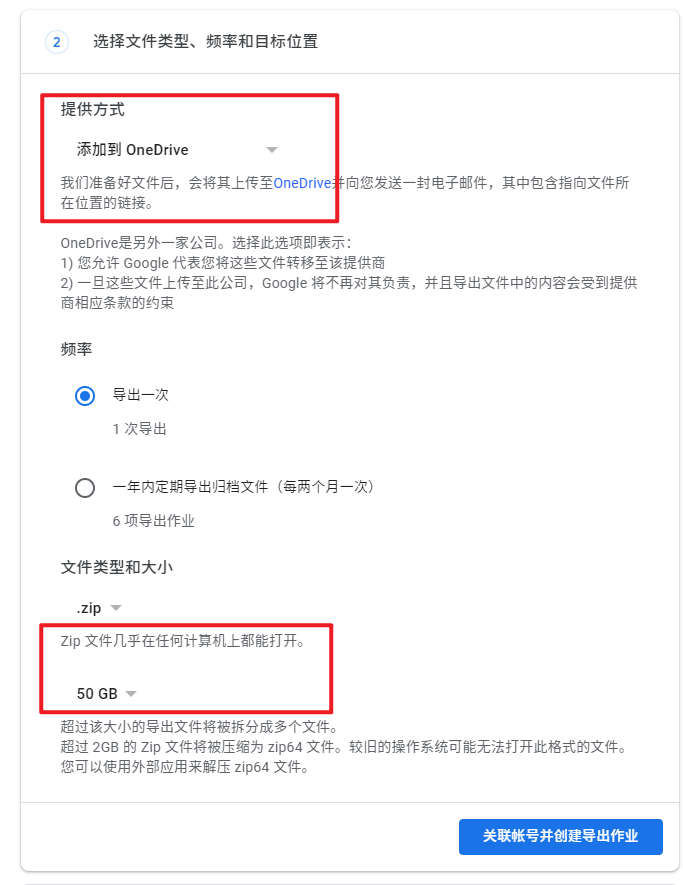 2
选择文件类型、频率和目标位置
提供方式
添加到 OneDrive
我们准备好文件后，会将其上传至OneDrive并向您发送一封电子邮件，其中包含指向文件所
在位置的链接。
OneDrive是另外一家公司。选择此选项即表示：
1) 您允许 Google 代表您将这些文件转移至该提供商
2) 一旦这些文件上传至此公司，Google 将不再对其负责，并且导出文件中的内容会受到提供
商相应条款的约束
频率
导出一次
1 次导出
一年内定期导出归档文件（每两个月一次）
6 项导出作业
文件类型和大小
.zip
Zip 文件几乎在任何计算机上都能打开。
50 GB
超过该大小的导出文件将被拆分成多个文件。
超过 2GB 的 Zip 文件将被压缩为 zip64 文件。较旧的操作系统可能无法打开此格式的文件。
您可以使用外部应用来解压 zip64 文件。
关联帐号并创建导出作业